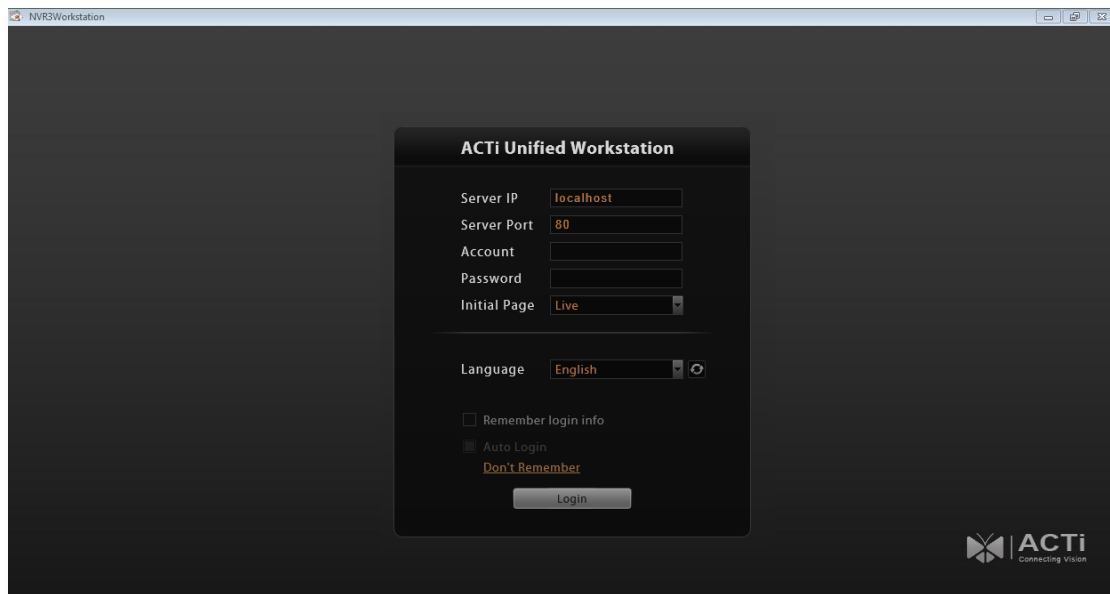 NVR3Workstation
ACTi Unified Workstation
Server IP localhost
Server Port 80
Account
Password
Initial Page Live
Language English
Remember login info
Auto Login
Don't Remember
Login
ACTi
Connecting Vision